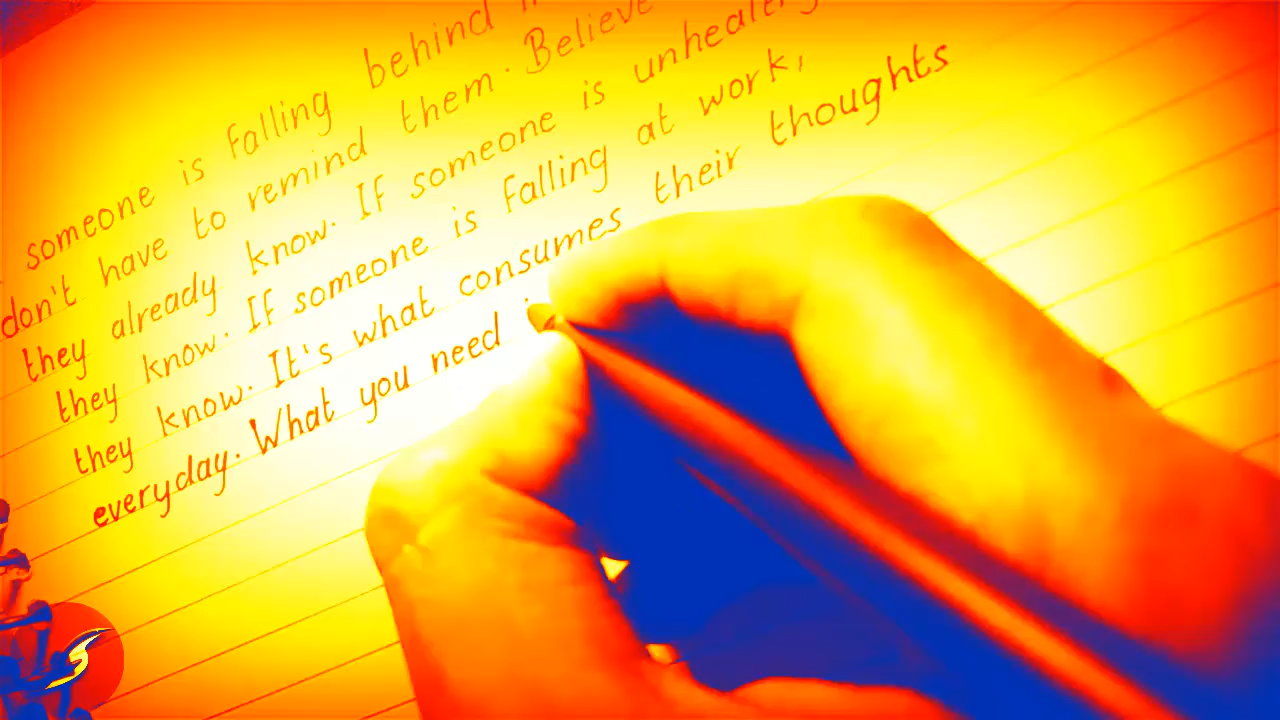 someone is falling behind
don't have to remind them. Believe
they already know. If someone is unhealthy
they know. If someone is falling at work,
they know. It's what consumes their thoughts
everyday. What you need
S